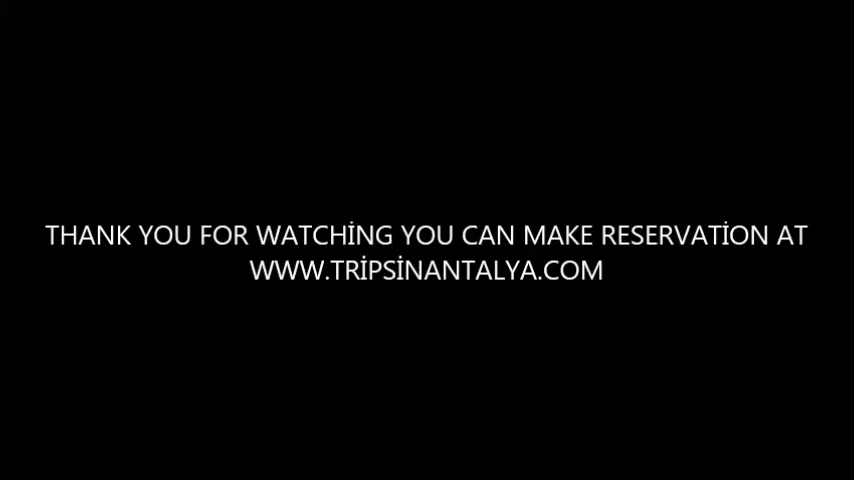 THANK YOU FOR WATCHİNG YOU CAN MAKE RESERVATİON AT
WWW.TRİPSİNANTALYA.COM